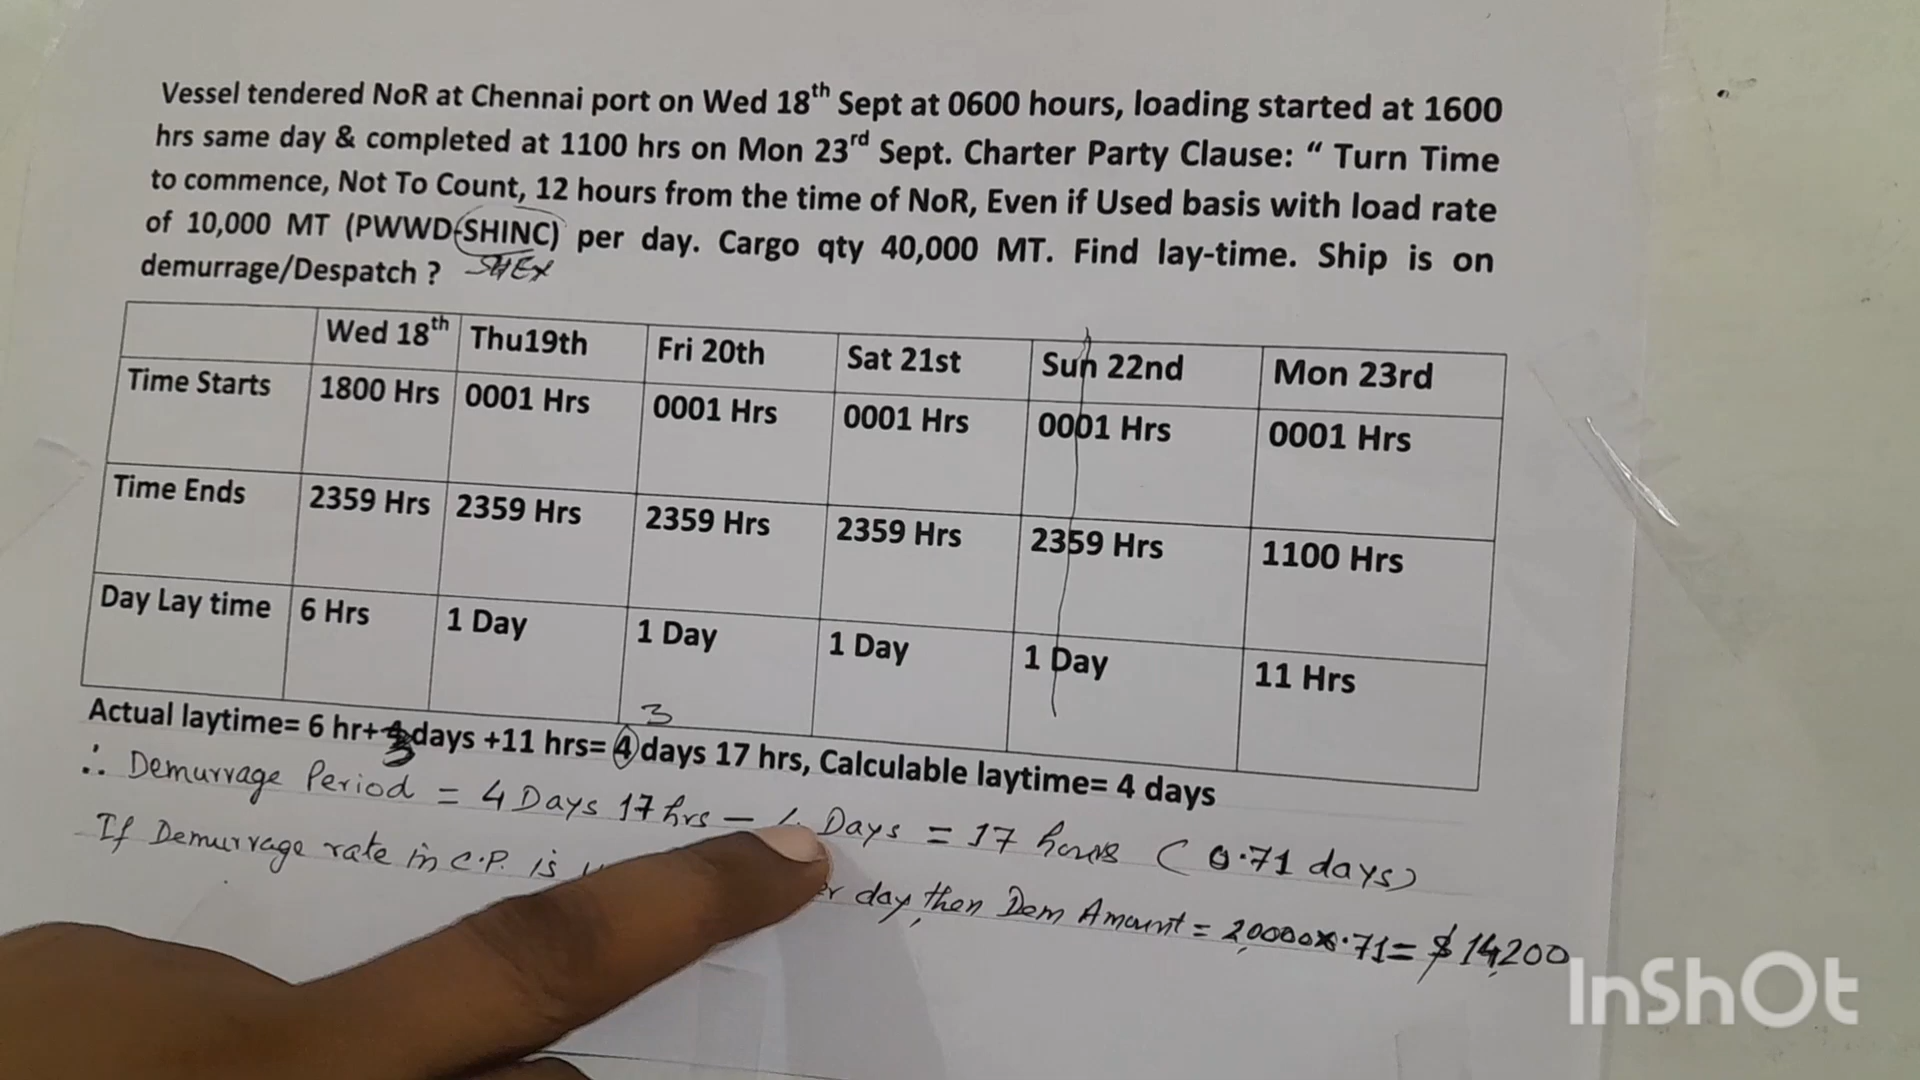 Vessel tendered NoR at Chennai port on Wed 18th Sept at 0600 hours, loading started at 1600
hrs same day & completed at 1100 hrs on Mon 23rd Sept. Charter Party Clause: “ Turn Time
to commence, Not To Count, 12 hours from the time of NoR, Even if Used basis with load rate
of 10,000 MT (PWWD-SHINC) per day. Cargo qty 40,000 MT. Find lay-time. Ship is on
demurrage/Despatch ? SHEX
Wed 18th Thu19th Fri 20th Sat 21st Sun 22nd Mon 23rd
Time Starts 1800 Hrs 0001 Hrs 0001 Hrs 0001 Hrs 0001 Hrs 0001 Hrs
Time Ends 2359 Hrs 2359 Hrs 2359 Hrs 2359 Hrs 2359 Hrs 1100 Hrs
Day Lay time 6 Hrs 1 Day 1 Day 1 Day 1 Day 11 Hrs
3
Actual laytime= 6 hr+3days +11 hrs= 4 days 17 hrs, Calculable laytime= 4 days
∴ Demurrage Period = 4 Days 17 hrs – Days = 17 hours (0.71 days)
If Demurrage rate in C.P. is day, then Dem Amount = 20000x.71= $14,200
InShOt